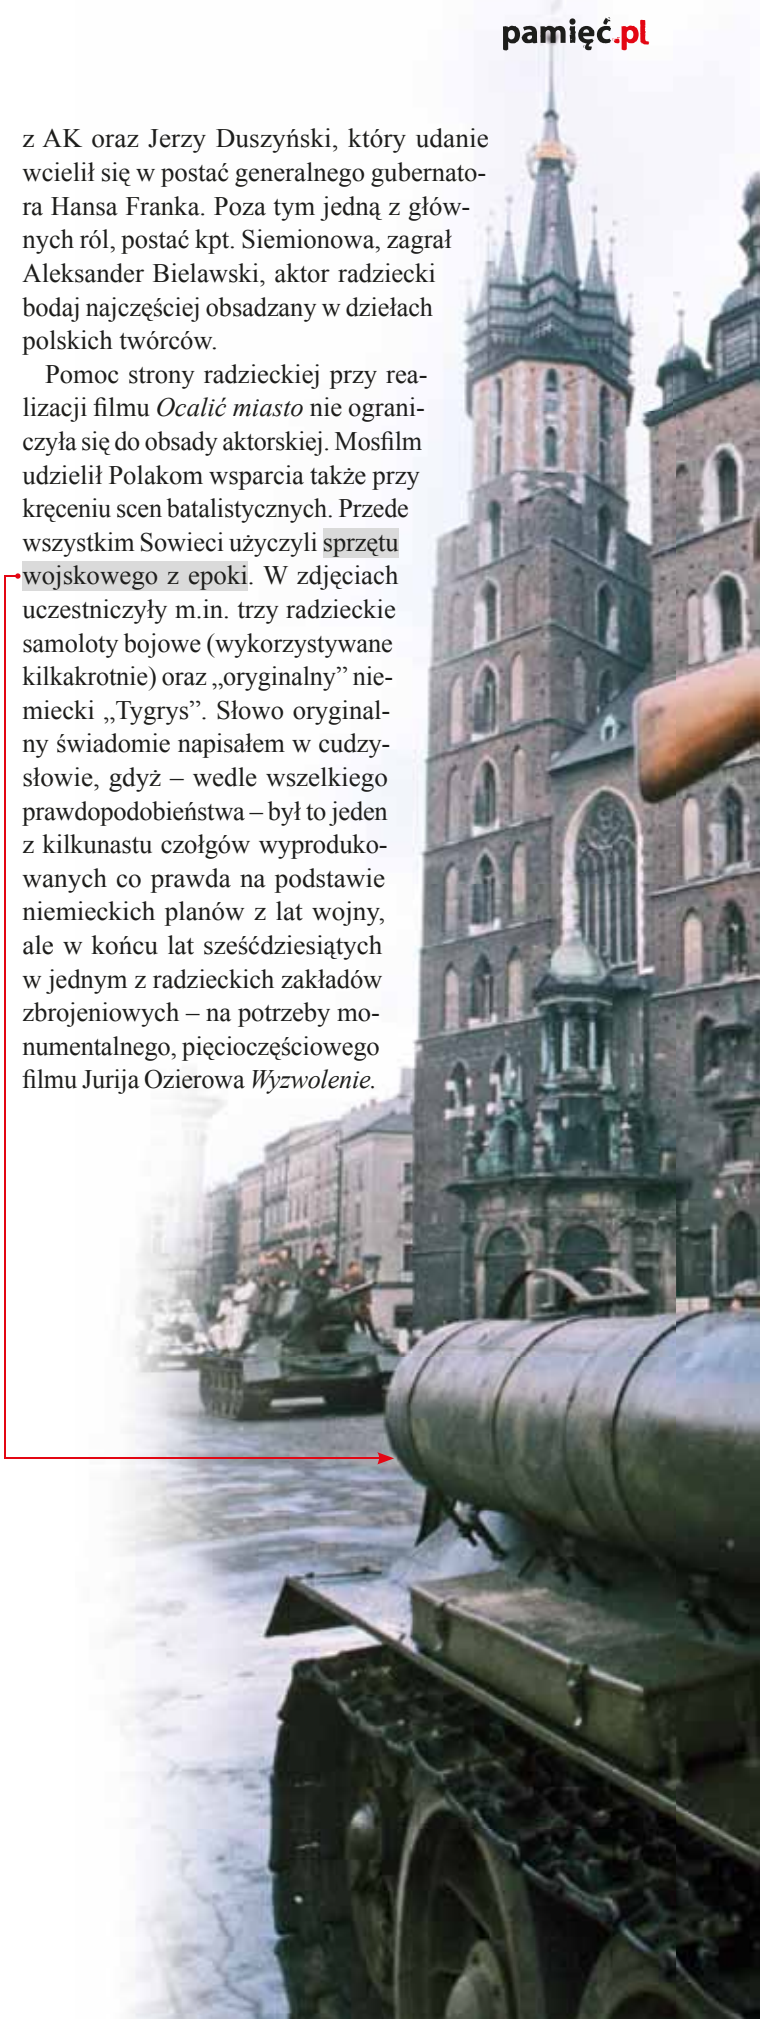 pamięć.pl
z AK oraz Jerzy Duszyński, który udanie
wcielił się w postać generalnego gubernato-
ra Hansa Franka. Poza tym jedną z głów-
nych ról, postać kpt. Siemionowa, zagrał
Aleksander Bielawski, aktor radziecki
bodaj najczęściej obsadzany w dziełach
polskich twórców.
Pomoc strony radzieckiej przy rea-
lizacji filmu Ocalić miasto nie ograni-
czyła się do obsady aktorskiej. Mosfilm
udzielił Polakom wsparcia także przy
kręceniu scen batalistycznych. Przede
wszystkim Sowieci użyczyli sprzętu
wojskowego z epoki. W zdjęciach
uczestniczyły m.in. trzy radzieckie
samoloty bojowe (wykorzystywane
kilkakrotnie) oraz „oryginalny” nie-
miecki „Tygrys”. Słowo oryginal-
ny świadomie napisałem w cudzy-
słowie, gdyż – wedle wszelkiego
prawdopodobieństwa – był to jeden
z kilkunastu czołgów wyproduko-
wanych co prawda na podstawie
niemieckich planów z lat wojny,
ale w końcu lat sześćdziesiątych
w jednym z radzieckich zakładów
zbrojeniowych – na potrzeby mo-
numentalnego, pięcioczęściowego
filmu Jurija Ozierowa Wyzwolenie.